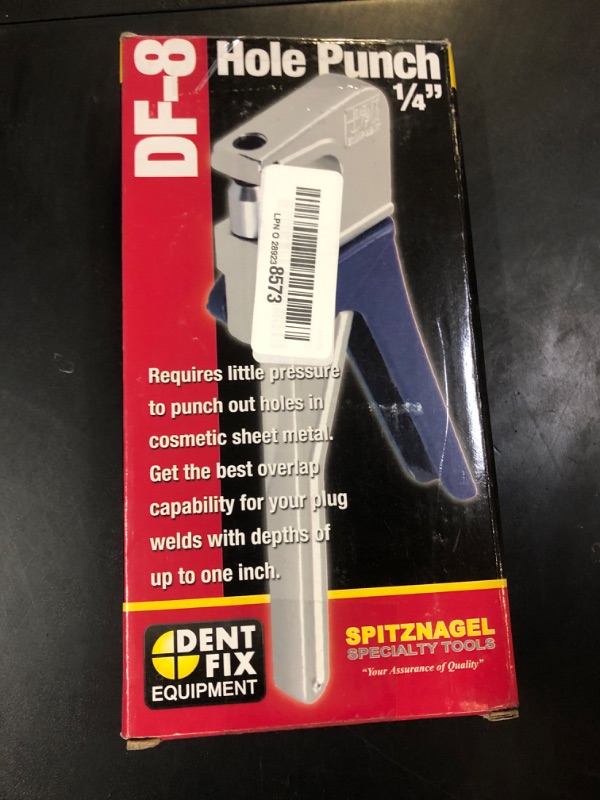 DF-8
Hole Punch
1/4”
LPN O 289238573
Requires little pressure
to punch out holes in
cosmetic sheet metal.
Get the best overlap
capability for your plug
welds with depths of
up to one inch.
DENT
FIX
EQUIPMENT
SPITZNAGEL
SPECIALTY TOOLS
“Your Assurance of Quality”